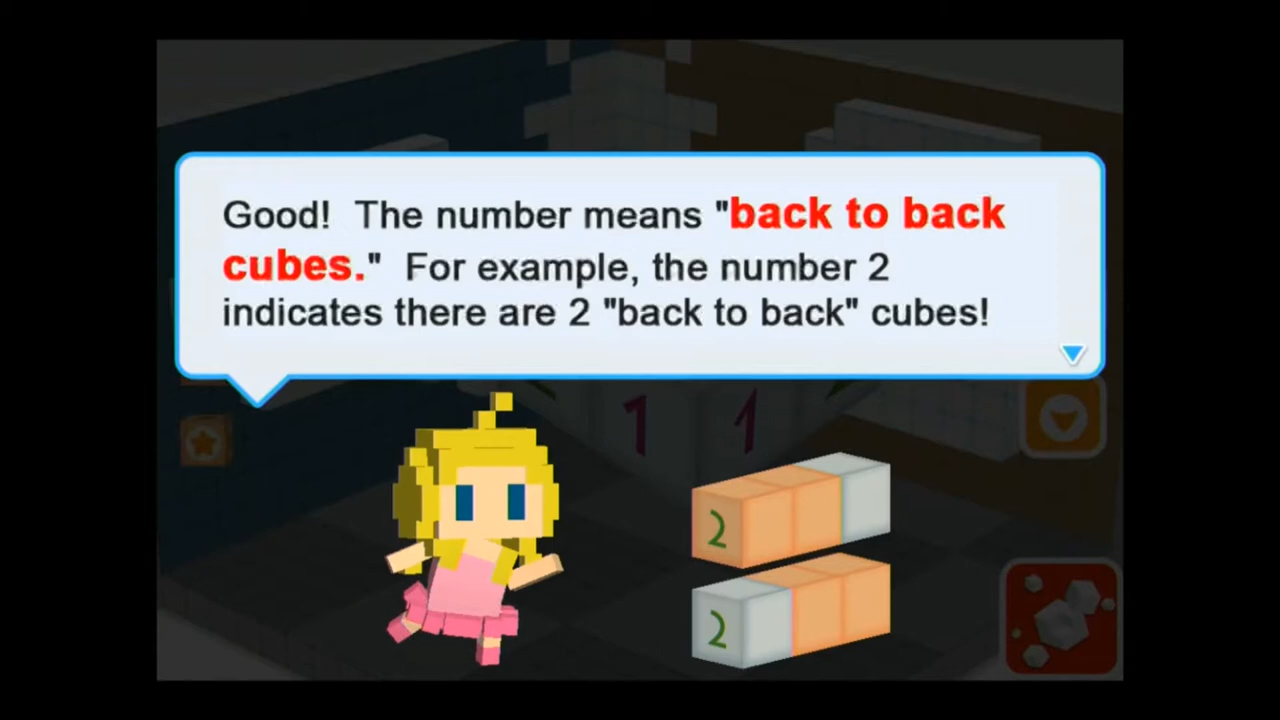 Good! The number means "back to back
cubes." For example, the number 2
indicates there are 2 "back to back" cubes!
1 1
2
2